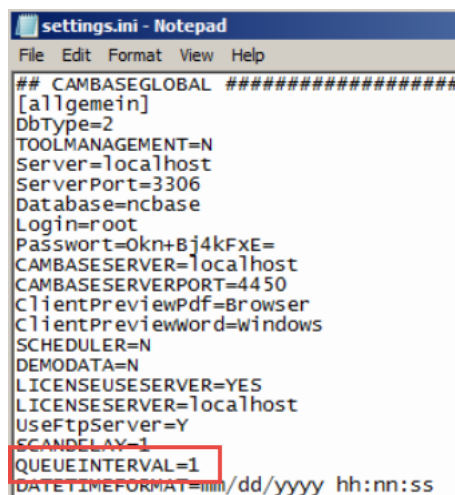 settings.ini - Notepad
File Edit Format View Help
## CAMBASEGLOBAL ####################
[allgemein]
DbType=2
TOOLMANAGEMENT=N
Server=localhost
ServerPort=3306
Database=ncbase
Login=root
Passwort=Okn+Bj4kFxE=
CAMBASESERVER=localhost
CAMBASESERVERPORT=4450
ClientPreviewPdf=Browser
ClientPreviewWord=Windows
SCHEDULER=N
DEMODATA=N
LICENSEUSESERVER=YES
LICENSESERVER=localhost
UseFtpServer=Y
SCANDELAY=1
QUEUEINTERVAL=1
DATETIMEFORMAT=mm/dd/yyyy hh:nn:ss